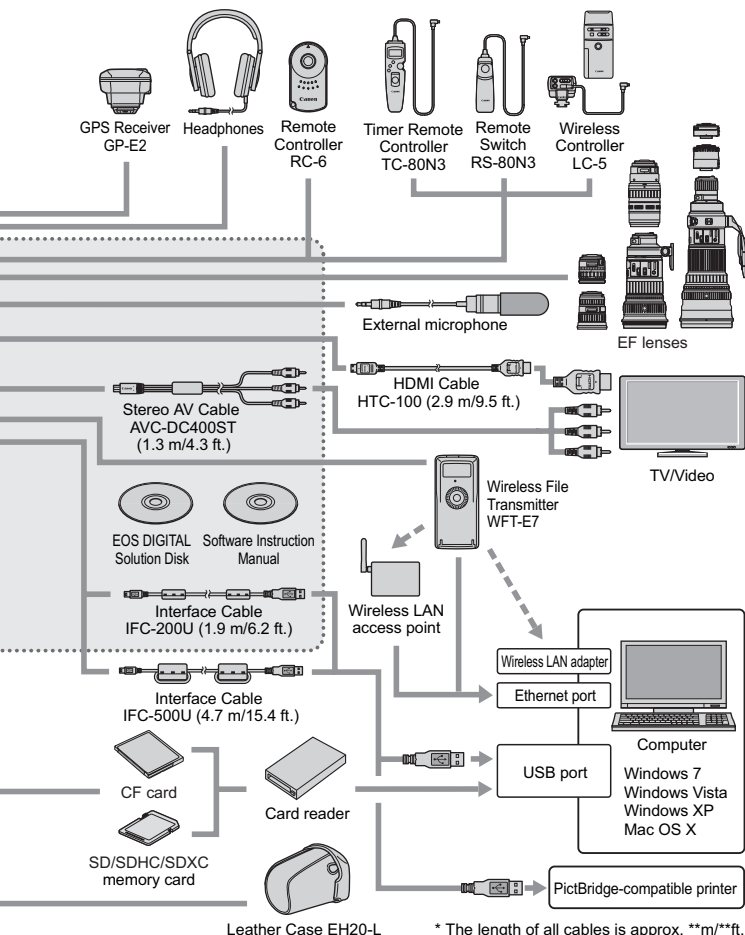 GPS Receiver
GP-E2
Headphones
Remote
Controller
RC-6
Timer Remote
Controller
TC-80N3
Remote
Switch
RS-80N3
Wireless
Controller
LC-5
Canon
External microphone
EF lenses
HDMI Cable
HTC-100 (2.9 m/9.5 ft.)
Stereo AV Cable
AVC-DC400ST
(1.3 m/4.3 ft.)
TV/Video
Wireless File
Transmitter
WFT-E7
EOS DIGITAL
Solution Disk
Software Instruction
Manual
Interface Cable
IFC-200U (1.9 m/6.2 ft.)
Wireless LAN
access point
Wireless LAN adapter
Ethernet port
Interface Cable
IFC-500U (4.7 m/15.4 ft.)
Computer
USB port
Windows 7
Windows Vista
Windows XP
Mac OS X
CF card
Card reader
SD/SDHC/SDXC
memory card
PictBridge-compatible printer
Leather Case EH20-L
* The length of all cables is approx. **m/**ft.